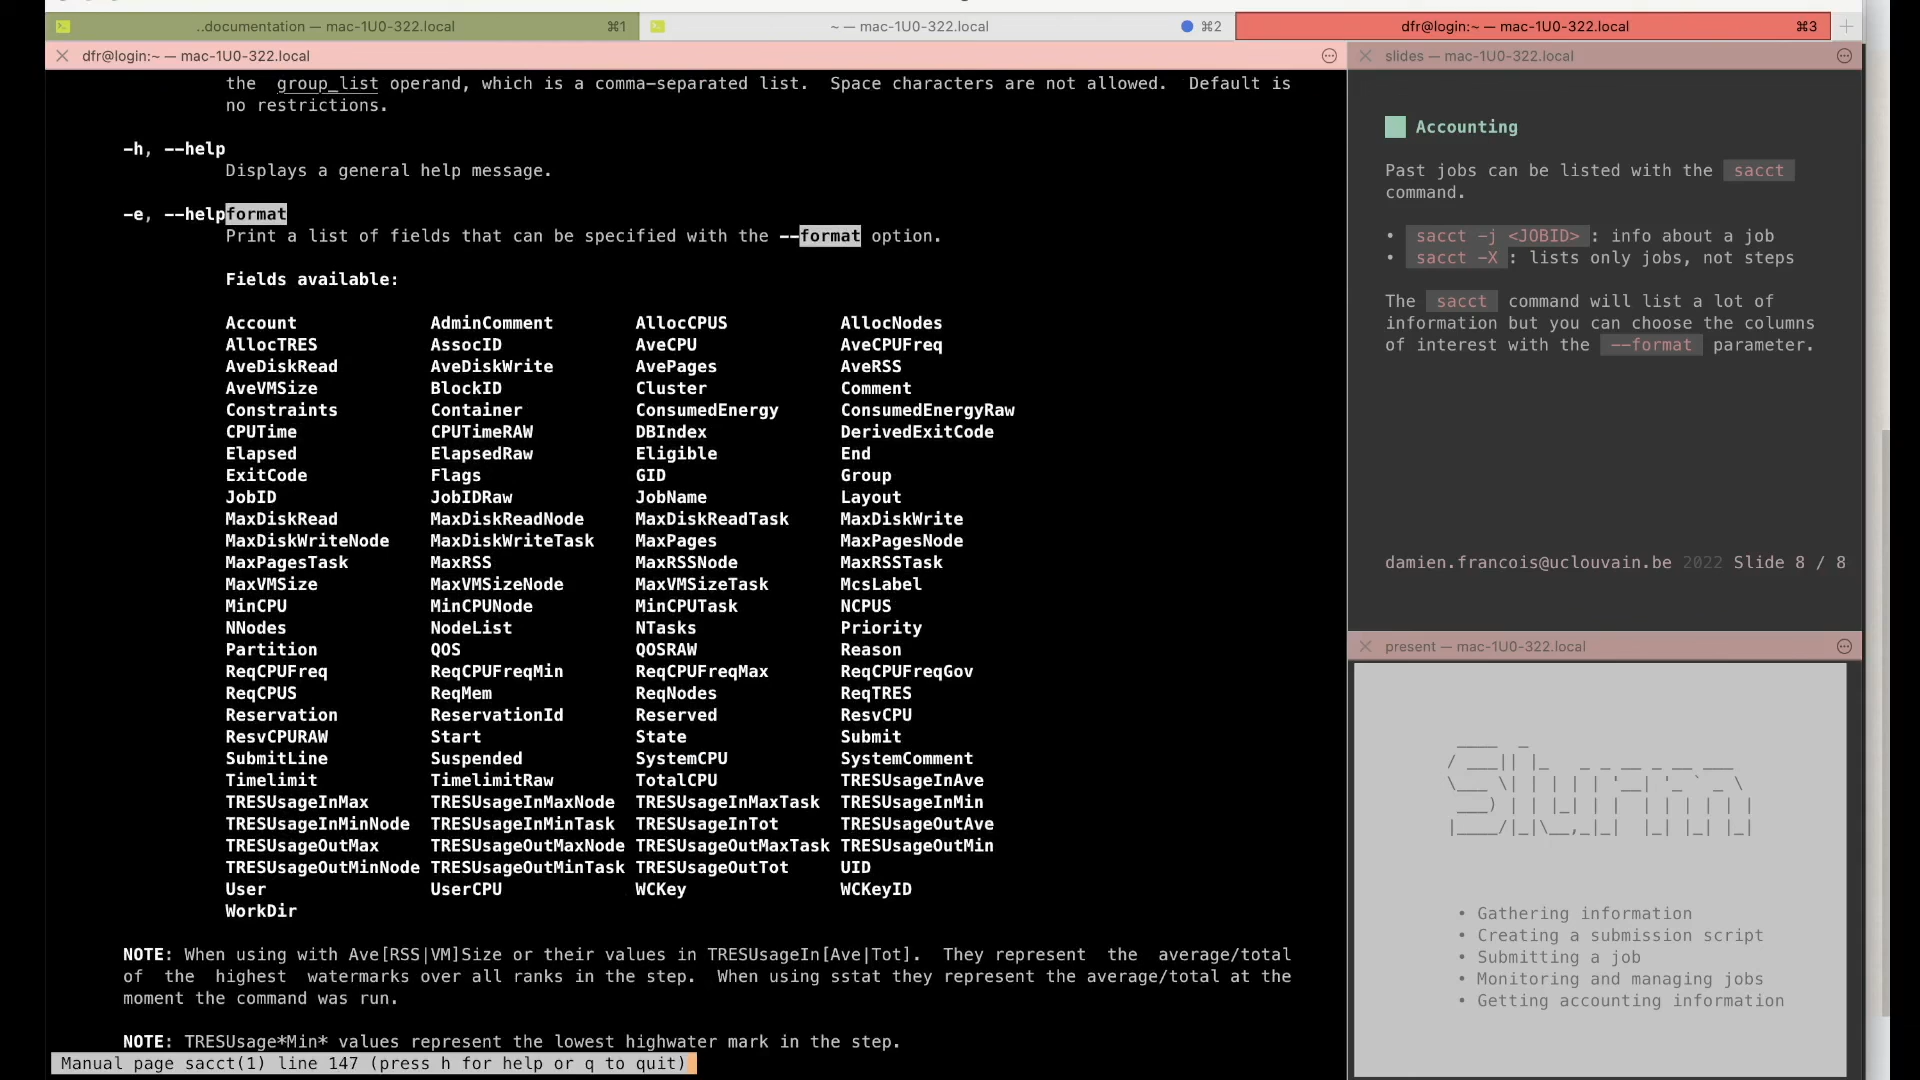 ..documentation — mac-1U0-322.local ⌘1
~ — mac-1U0-322.local ⌘2
dfr@login:~ — mac-1U0-322.local ⌘3
dfr@login:~ — mac-1U0-322.local
the group_list operand, which is a comma-separated list. Space characters are not allowed. Default is
no restrictions.
-h, --help
Displays a general help message.
-e, --helpformat
Print a list of fields that can be specified with the --format option.
Fields available:
Account AdminComment AllocCPUS AllocNodes
AllocTRES AssocID AveCPU AveCPUFreq
AveDiskRead AveDiskWrite AvePages AveRSS
AveVMSize BlockID Cluster Comment
Constraints Container ConsumedEnergy ConsumedEnergyRaw
CPUTime CPUTimeRAW DBIndex DerivedExitCode
Elapsed ElapsedRaw Eligible End
ExitCode Flags GID Group
JobID JobIDRaw JobName Layout
MaxDiskRead MaxDiskReadNode MaxDiskReadTask MaxDiskWrite
MaxDiskWriteNode MaxDiskWriteTask MaxPages MaxPagesNode
MaxPagesTask MaxRSS MaxRSSNode MaxRSSTask
MaxVMSize MaxVMSizeNode MaxVMSizeTask McsLabel
MinCPU MinCPUNode MinCPUTask NCPUS
NNodes NodeList NTasks Priority
Partition QOS QOSRAW Reason
ReqCPUFreq ReqCPUFreqMin ReqCPUFreqMax ReqCPUFreqGov
ReqCPUS ReqMem ReqNodes ReqTRES
Reservation ReservationId Reserved ResvCPU
ResvCPURAW Start State Submit
SubmitLine Suspended SystemCPU SystemComment
Timelimit TimelimitRaw TotalCPU TRESUsageInAve
TRESUsageInMax TRESUsageInMaxNode TRESUsageInMaxTask TRESUsageInMin
TRESUsageInMinNode TRESUsageInMinTask TRESUsageInTot TRESUsageOutAve
TRESUsageOutMax TRESUsageOutMaxNode TRESUsageOutMaxTask TRESUsageOutMin
TRESUsageOutMinNode TRESUsageOutMinTask TRESUsageOutTot UID
User UserCPU WCKey WCKeyID
WorkDir
NOTE: When using with Ave[RSS|VM]Size or their values in TRESUsageIn[Ave|Tot]. They represent the average/total
of the highest watermarks over all ranks in the step. When using sstat they represent the average/total at the
moment the command was run.
NOTE: TRESUsage*Min* values represent the lowest highwater mark in the step.
Manual page sacct(1) line 147 (press h for help or q to quit)
slides — mac-1U0-322.local
Accounting
Past jobs can be listed with the sacct
command.
• sacct -j <JOBID> : info about a job
• sacct -X : lists only jobs, not steps
The sacct command will list a lot of
information but you can choose the columns
of interest with the --format parameter.
damien.francois@uclouvain.be 2022 Slide 8 / 8
present — mac-1U0-322.local
Slurm
• Gathering information
• Creating a submission script
• Submitting a job
• Monitoring and managing jobs
• Getting accounting information